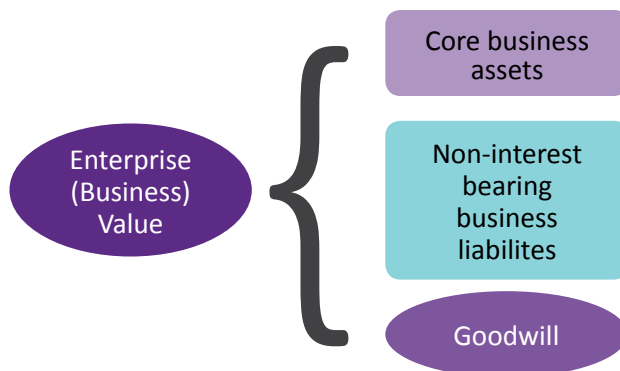 Core business
assets
Enterprise
(Business)
Value
Non-interest
bearing
business
liabilites
Goodwill